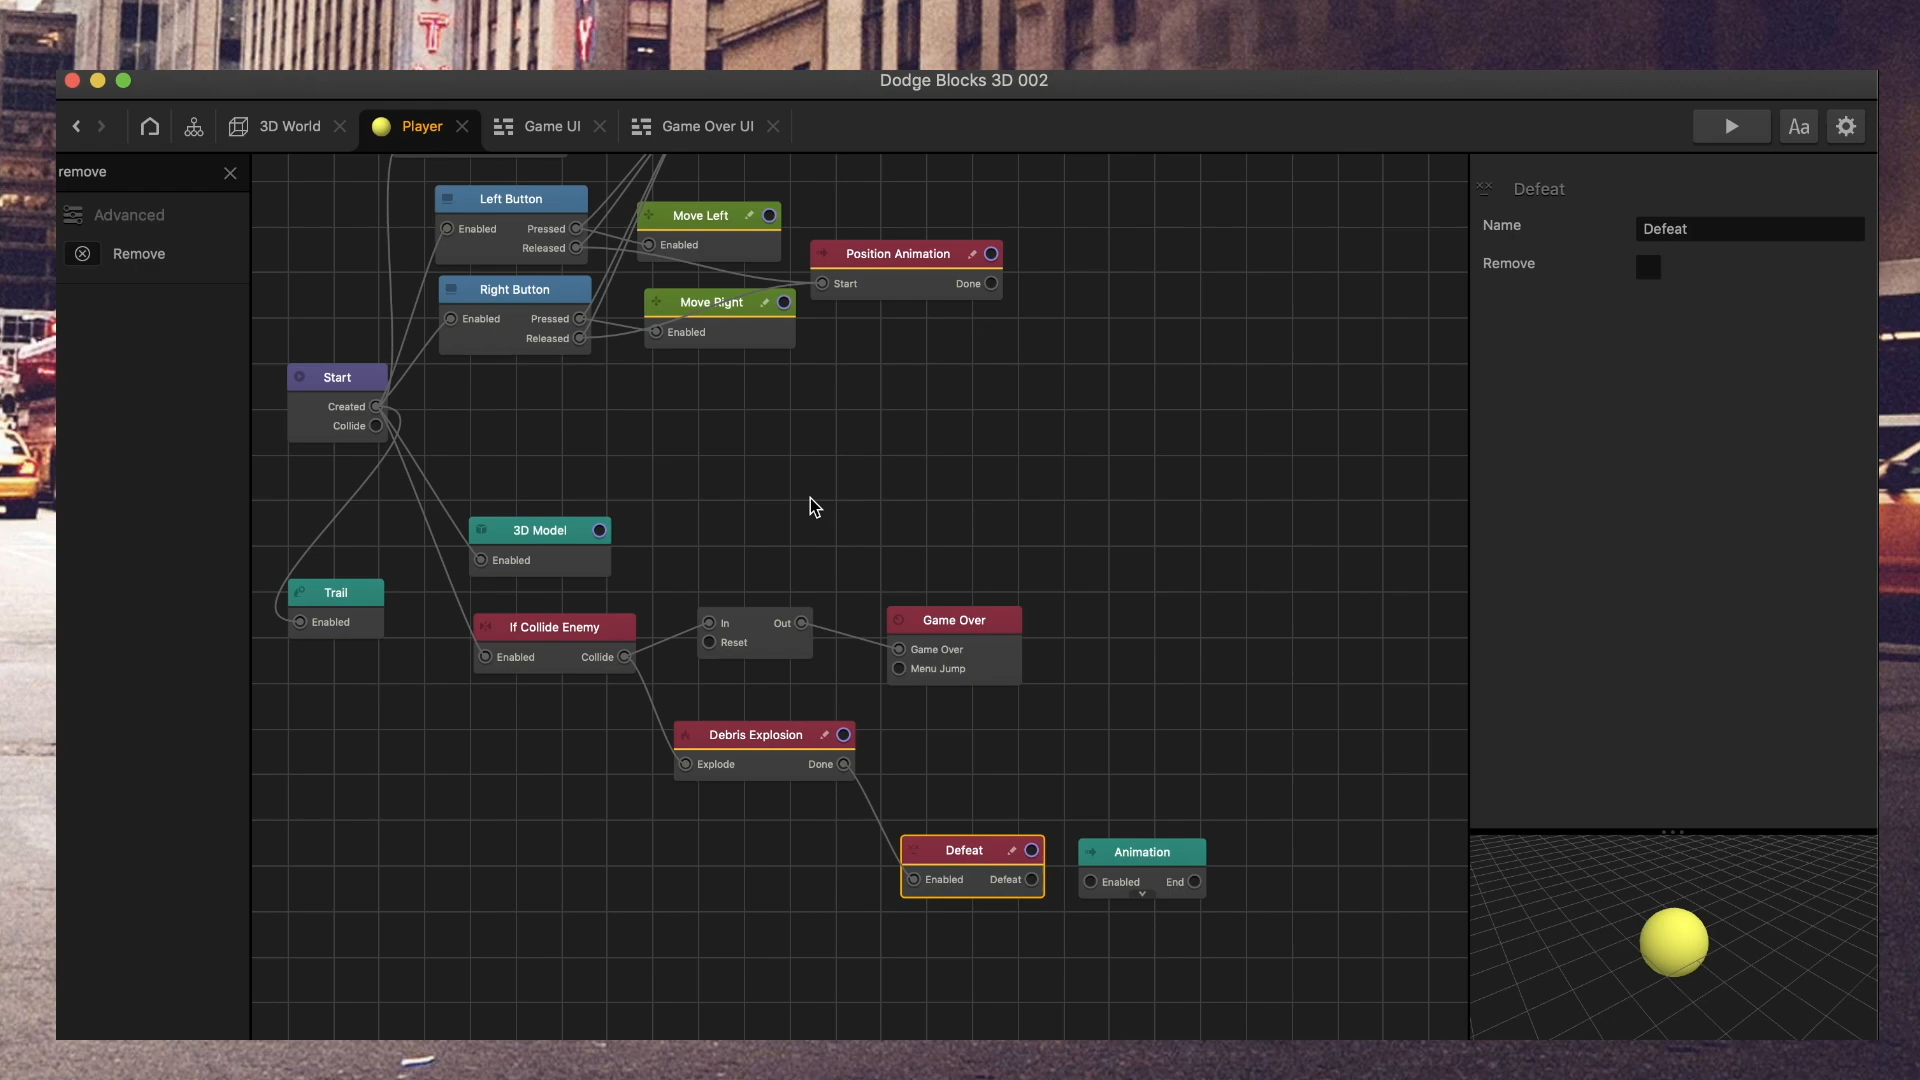 Dodge Blocks 3D 002
3D World
Player
Game UI
Game Over UI
Aa
remove
Advanced
Remove
Left Button
Enabled
Pressed
Released
Move Left
Enabled
Position Animation
Start
Done
Right Button
Enabled
Pressed
Released
Move Right
Enabled
Start
Created
Collide
3D Model
Enabled
Trail
Enabled
If Collide Enemy
Enabled
Collide
In
Out
Reset
Game Over
Game Over
Menu Jump
Debris Explosion
Explode
Done
Defeat
Enabled
Defeat
Animation
Enabled
End
Defeat
Name
Defeat
Remove